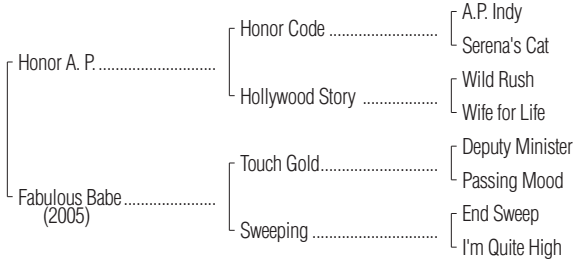 A.P. Indy
Honor Code ....................
Serena's Cat
Honor A. P. ......................
Wild Rush
Hollywood Story ..............
Wife for Life
Deputy Minister
Touch Gold......................
Passing Mood
Fabulous Babe .................
(2005)
End Sweep
Sweeping ........................
I'm Quite High